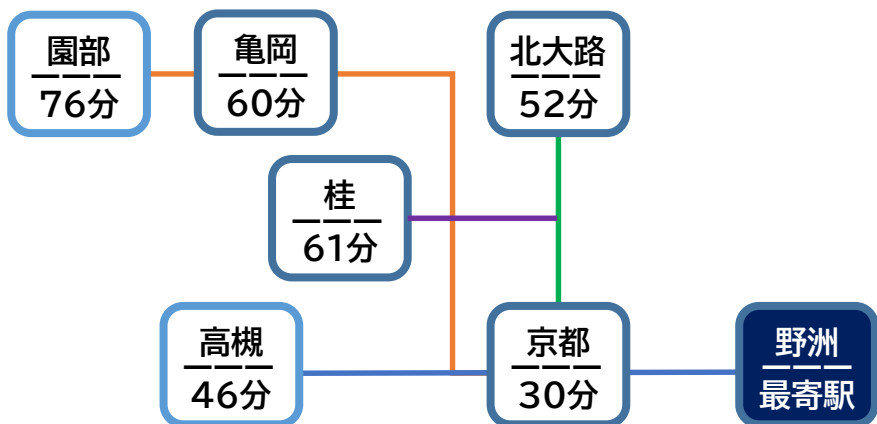 園部
76分
亀岡
60分
北大路
52分
桂
61分
高槻
46分
京都
30分
野洲
最寄駅